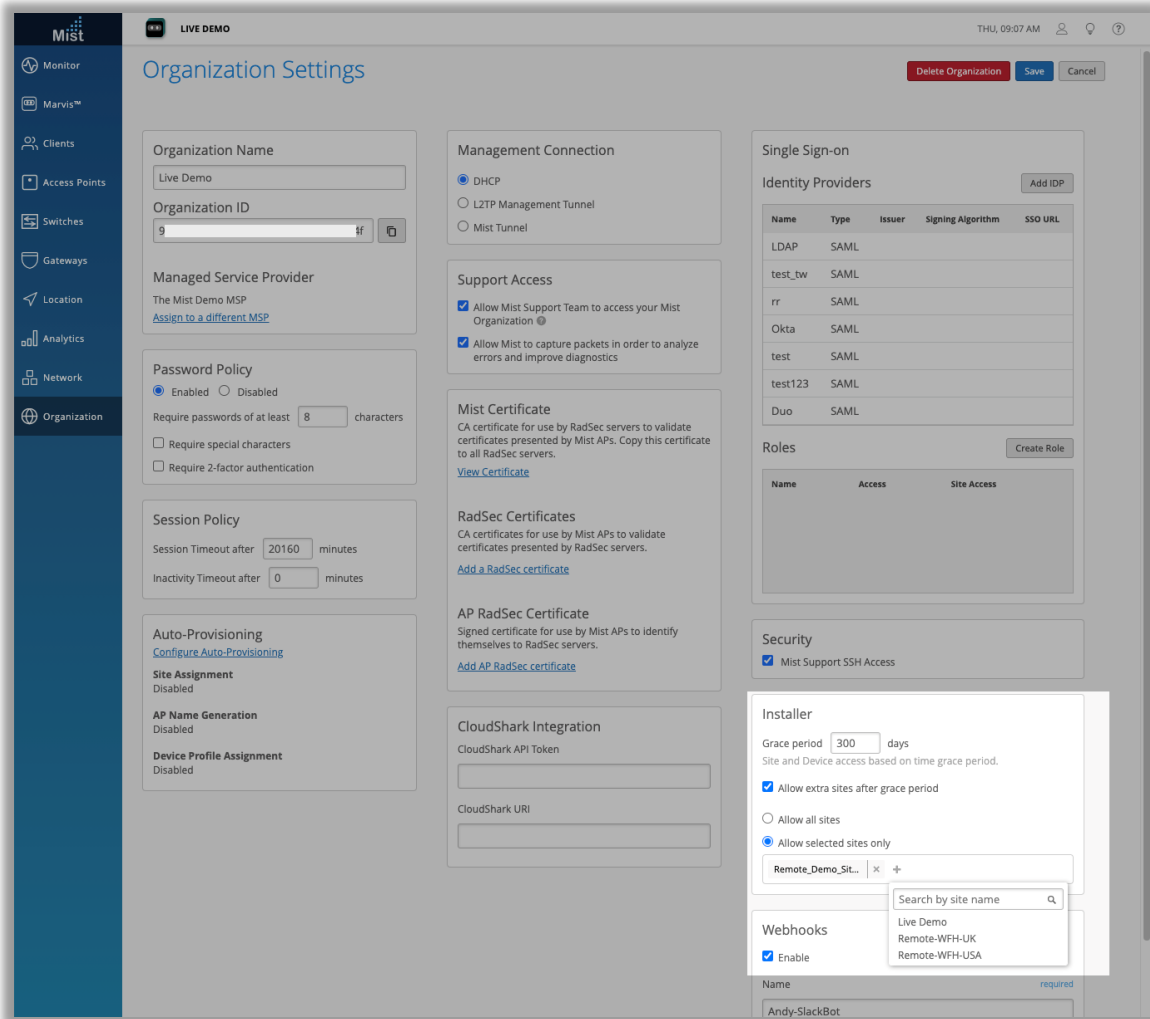 Mist
LIVE DEMO
THU, 09:07 AM
Monitor
Marvis™
Clients
Access Points
Switches
Gateways
Location
Analytics
Network
Organization
Organization Settings
Delete Organization
Save
Cancel
Organization Name
Live Demo
Organization ID
9 4f
Managed Service Provider
The Mist Demo MSP
Assign to a different MSP
Password Policy
Enabled Disabled
Require passwords of at least 8 characters
Require special characters
Require 2-factor authentication
Session Policy
Session Timeout after 20160 minutes
Inactivity Timeout after 0 minutes
Auto-Provisioning
Configure Auto-Provisioning
Site Assignment
Disabled
AP Name Generation
Disabled
Device Profile Assignment
Disabled
Management Connection
DHCP
L2TP Management Tunnel
Mist Tunnel
Support Access
Allow Mist Support Team to access your Mist
Organization
Allow Mist to capture packets in order to analyze
errors and improve diagnostics
Mist Certificate
CA certificate for use by RadSec servers to validate
certificates presented by Mist APs. Copy this certificate
to all RadSec servers.
View Certificate
RadSec Certificates
CA certificates for use by Mist APs to validate
certificates presented by RadSec servers.
Add a RadSec certificate
AP RadSec Certificate
Signed certificate for use by Mist APs to identify
themselves to RadSec servers.
Add AP RadSec certificate
CloudShark Integration
CloudShark API Token
CloudShark URI
Single Sign-on
Identity Providers
Add IDP
Name Type Issuer Signing Algorithm SSO URL
LDAP SAML
test_tw SAML
rr SAML
Okta SAML
test SAML
test123 SAML
Duo SAML
Roles
Create Role
Name Access Site Access
Security
Mist Support SSH Access
Installer
Grace period 300 days
Site and Device access based on time grace period.
Allow extra sites after grace period
Allow all sites
Allow selected sites only
Remote_Demo_Sit... × +
Search by site name
Live Demo
Remote-WFH-UK
Remote-WFH-USA
Webhooks
Enable
Name required
Andy-SlackBot